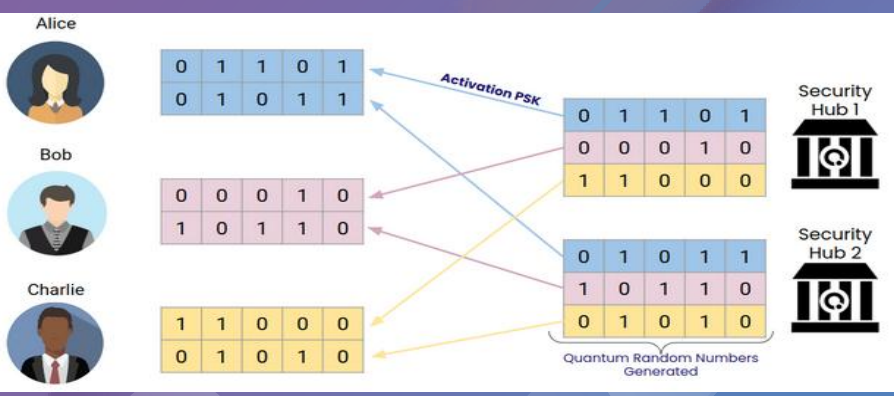 Alice
0 1 1 0 1
0 1 0 1 1
Bob
0 0 0 1 0
1 0 1 1 0
Charlie
1 1 0 0 0
0 1 0 1 0
Activation PSK
0 1 1 0 1
0 0 0 1 0
1 1 0 0 0
Security
Hub 1
0 1 0 1 1
1 0 1 1 0
0 1 0 1 0
Security
Hub 2
Quantum Random Numbers
Generated